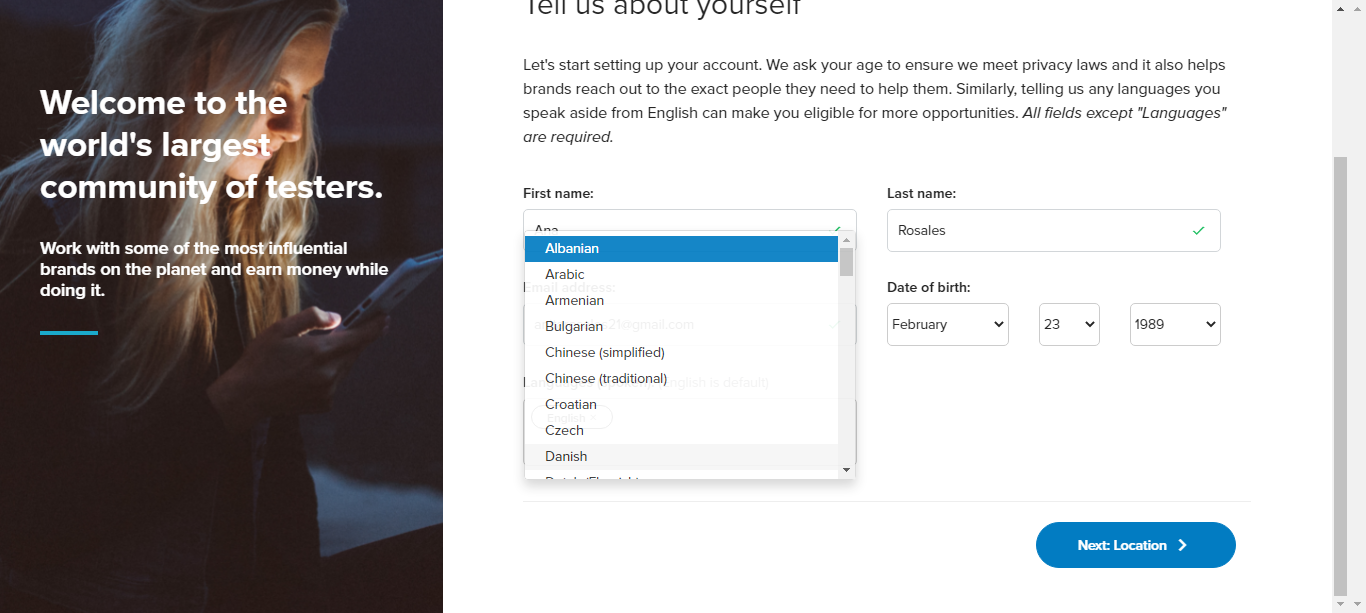 Tell us about yourself
Welcome to the
world's largest
community of testers.
Work with some of the most influential
brands on the planet and earn money while
doing it.
Let's start setting up your account. We ask your age to ensure we meet privacy laws and it also helps
brands reach out to the exact people they need to help them. Similarly, telling us any languages you
speak aside from English can make you eligible for more opportunities. All fields except "Languages"
are required.
First name:
Last name:
Ana
Rosales
Albanian
Arabic
Email address:
Date of birth:
Armenian
Bulgarian
21@gmail.com
February
23
1989
Chinese (simplified)
Chinese (traditional)
English is default)
Croatian
English
Czech
Danish
Next: Location